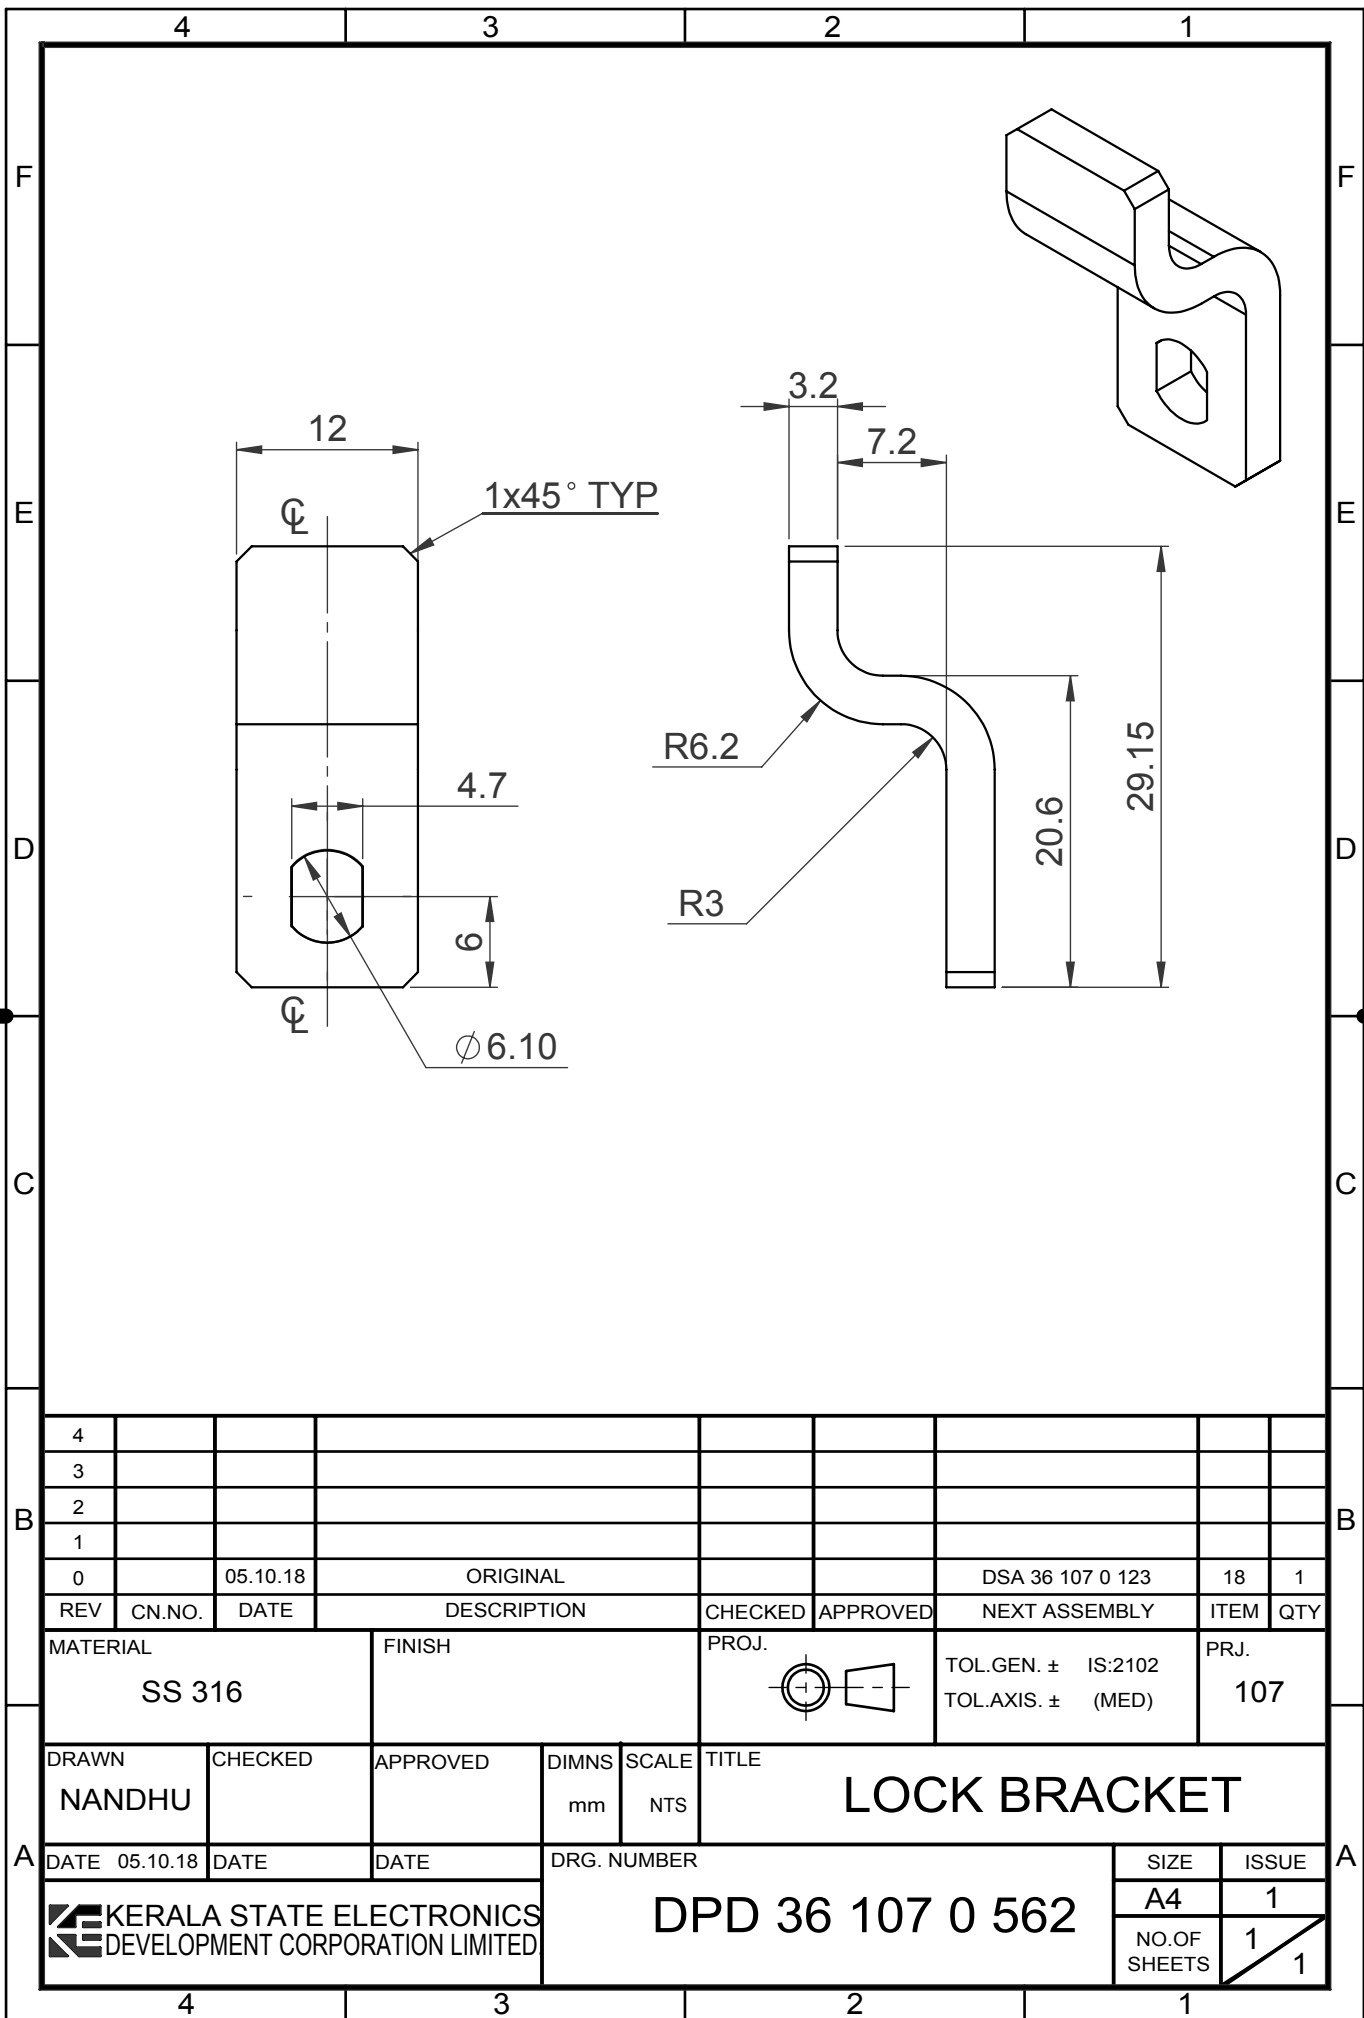 4 3 2 1
F F
3.2
7.2
12
1x45° TYP
E E
℄
R6.2
4.7
29.15
20.6
D D
R3
6
℄
⌀6.10
C C
4
3
2
B B
1
0 05.10.18 ORIGINAL DSA 36 107 0 123 18 1
REV CN.NO. DATE DESCRIPTION CHECKED APPROVED NEXT ASSEMBLY ITEM QTY
MATERIAL FINISH PROJ. TOL.GEN. ± IS:2102 PRJ.
SS 316 TOL.AXIS. ± (MED) 107
DRAWN CHECKED APPROVED DIMNS SCALE TITLE
NANDHU mm NTS LOCK BRACKET
A DATE 05.10.18 DATE DATE DRG. NUMBER SIZE ISSUE A
A4 1
KERALA STATE ELECTRONICS DPD 36 107 0 562
DEVELOPMENT CORPORATION LIMITED.
NO.OF 1
SHEETS 1
4 3 2 1